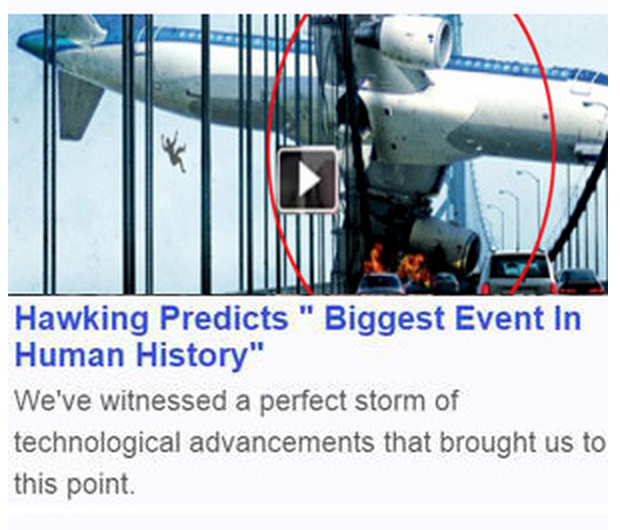 Hawking Predicts " Biggest Event In
Human History"
We've witnessed a perfect storm of
technological advancements that brought us to
this point.